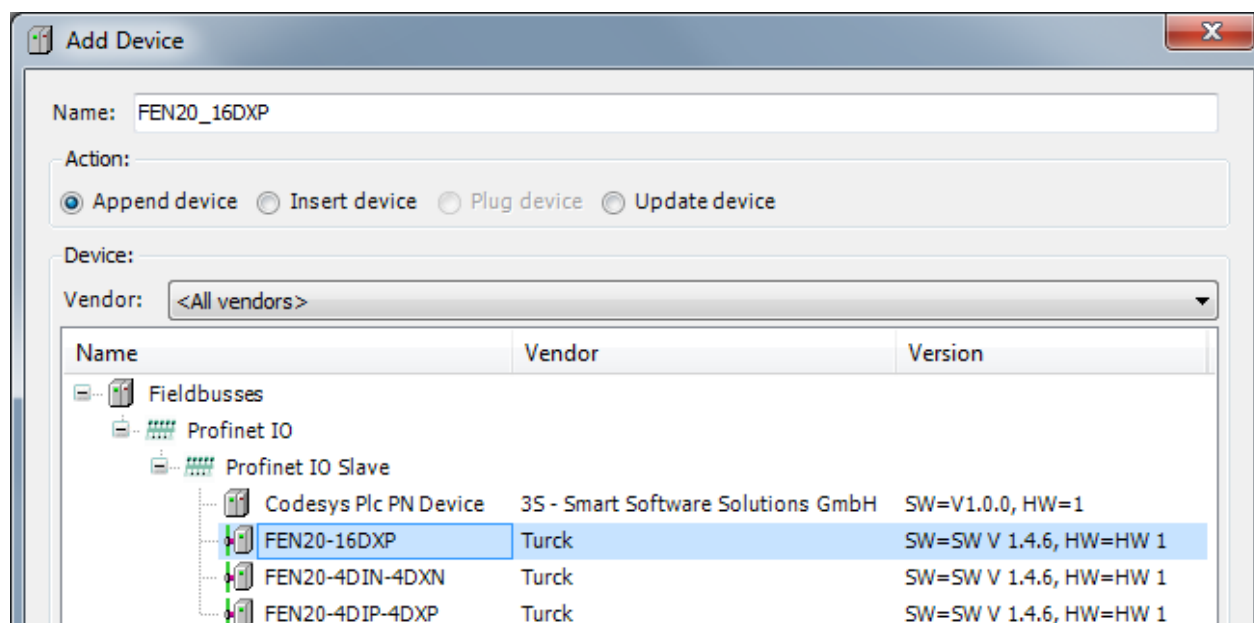 Add Device
Name: FEN20_16DXP
Action:
Append device Insert device Plug device Update device
Device:
Vendor: <All vendors>
Name Vendor Version
Fieldbusses
Profinet IO
Profinet IO Slave
Codesys Plc PN Device 3S - Smart Software Solutions GmbH SW=V1.0.0, HW=1
FEN20-16DXP Turck SW=SW V 1.4.6, HW=HW 1
FEN20-4DIN-4DXN Turck SW=SW V 1.4.6, HW=HW 1
FEN20-4DIP-4DXP Turck SW=SW V 1.4.6, HW=HW 1